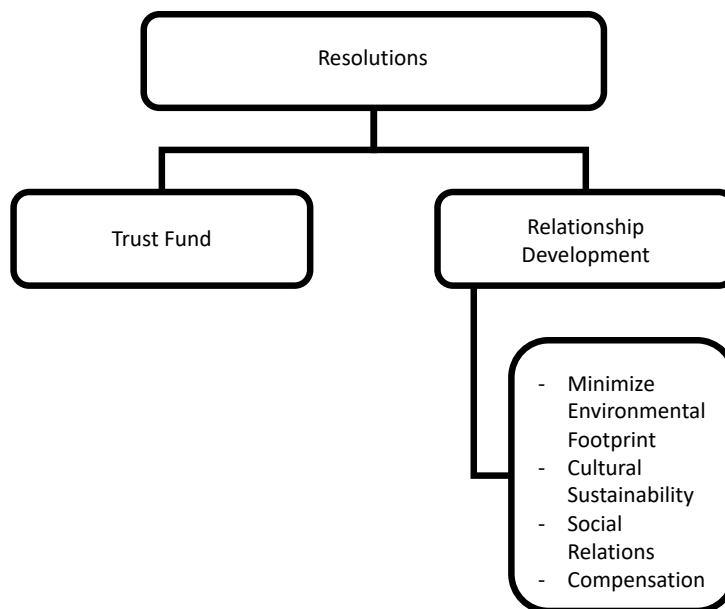 Resolutions
Trust Fund
Relationship
Development
- Minimize
Environmental
Footprint
- Cultural
Sustainability
- Social
Relations
- Compensation